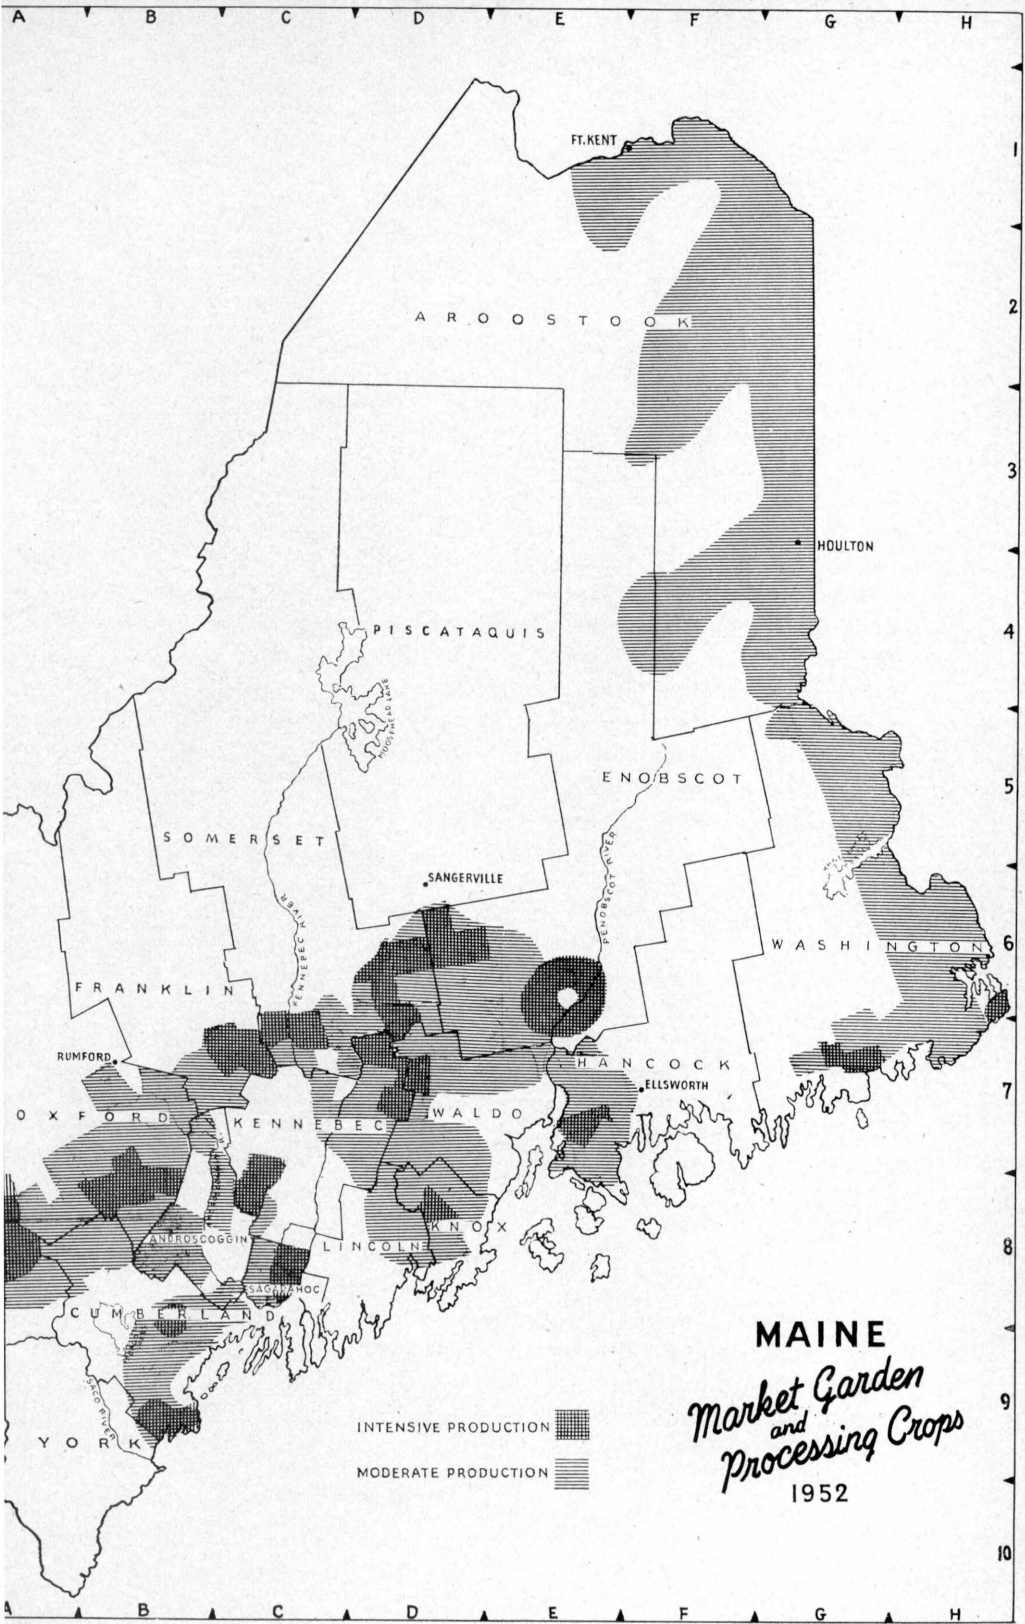 A B C D E F G H
1
FT. KENT
2
AROOSTOOK
3
HOULTON
4
PISCATAQUIS
MOOSEHEAD LAKE
5
ENOBSCOT
SOMERSET
PENOBSCOT RIVER
SANGERVILLE
KENNEBEC RIVER
6
WASHINGTON
FRANKLIN
RUMFORD
HANCOCK
ELLSWORTH
7
OXFORD
KENNEBEC
WALDO
KNOX
ANDROSCOGGIN
LINCOLN
8
SAGADAHOC
CUMBERLAND
MAINE
Market Garden
and
Processing Crops
1952
SACO RIVER
9
INTENSIVE PRODUCTION
YORK
MODERATE PRODUCTION
10
A B C D E F G H